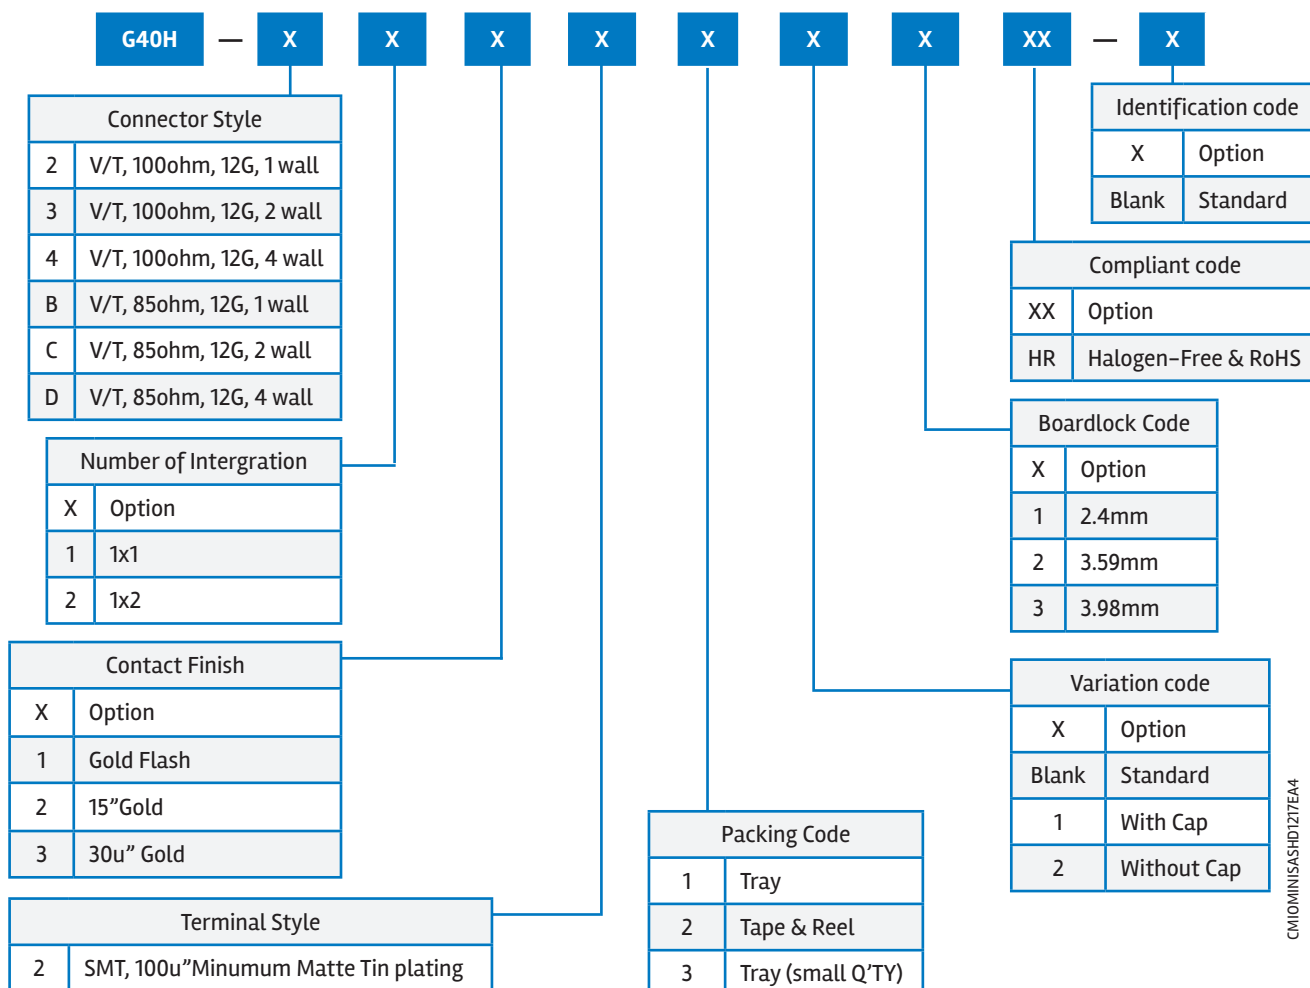 G40H — X X X X X X X XX — X
Connector Style
2 V/T, 100ohm, 12G, 1 wall
3 V/T, 100ohm, 12G, 2 wall
4 V/T, 100ohm, 12G, 4 wall
B V/T, 85ohm, 12G, 1 wall
C V/T, 85ohm, 12G, 2 wall
D V/T, 85ohm, 12G, 4 wall
Number of Intergration
X Option
1 1x1
2 1x2
Contact Finish
X Option
1 Gold Flash
2 15”Gold
3 30u” Gold
Terminal Style
2 SMT, 100u”Minumum Matte Tin plating
Packing Code
1 Tray
2 Tape & Reel
3 Tray (small Q’TY)
Identification code
X Option
Blank Standard
Compliant code
XX Option
HR Halogen-Free & RoHS
Boardlock Code
X Option
1 2.4mm
2 3.59mm
3 3.98mm
Variation code
X Option
Blank Standard
1 With Cap
2 Without Cap
CMIOMINISASHD1217EA4